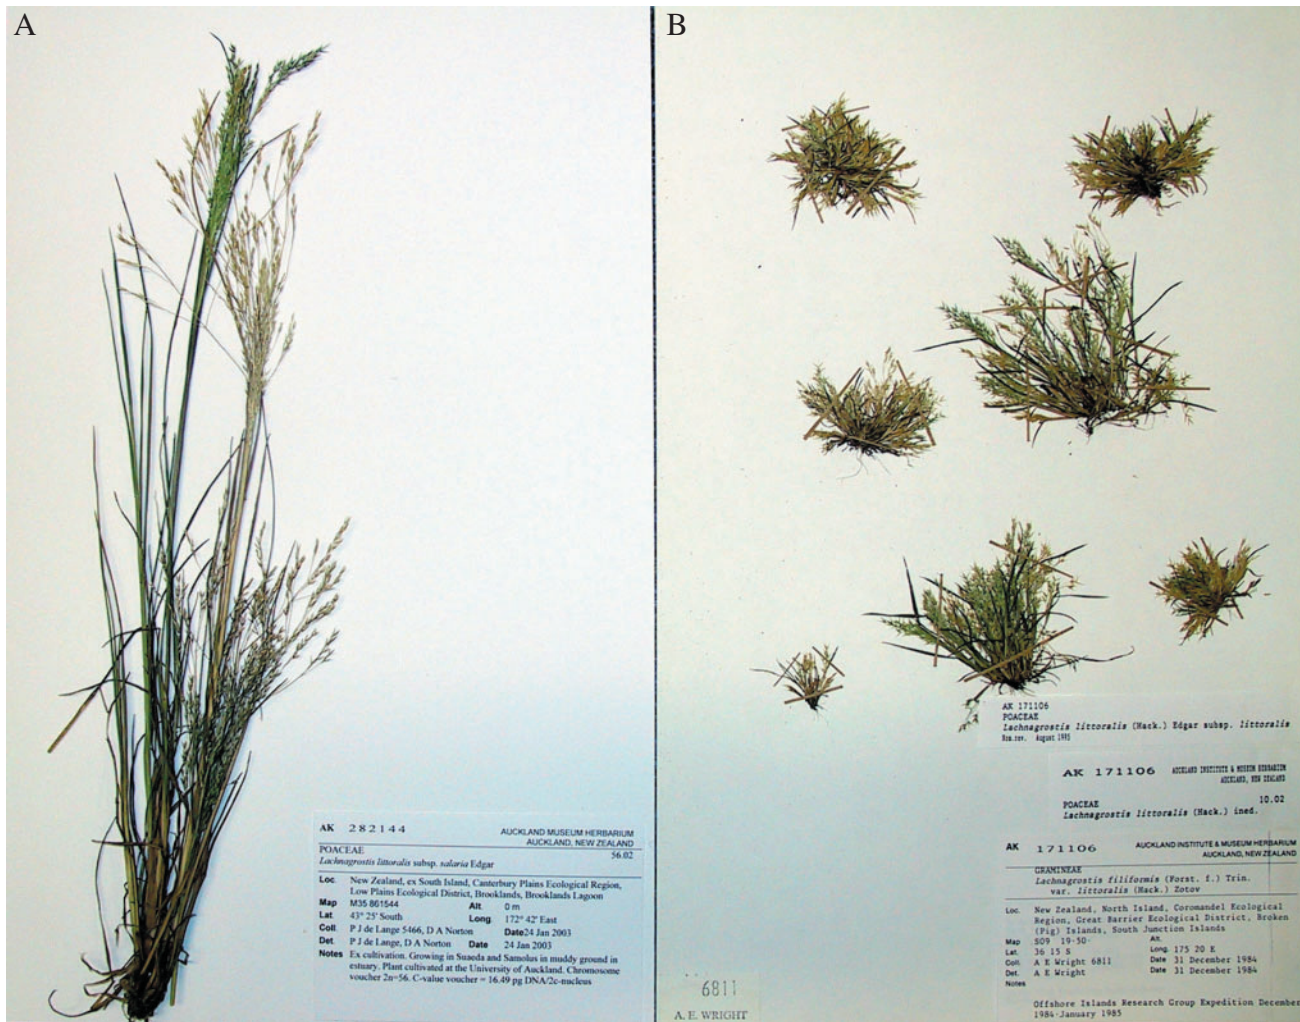 A
B
AK 282144
AUCKLAND MUSEUM HERBARIUM
AUCKLAND, NEW ZEALAND
POACEAE
56.02
Lachnagrostis littoralis subsp. salaria Edgar
Loc. New Zealand, ex South Island, Canterbury Plains Ecological Region,
Low Plains Ecological District, Brooklands, Brooklands Lagoon
Map M35 861544 Alt. 0 m
Lat. 43° 25' South Long. 172° 42' East
Coll. P J de Lange 5466, D A Norton Date 24 Jan 2003
Det. P J de Lange, D A Norton Date 24 Jan 2003
Notes Ex cultivation. Growing in Suaeda and Samolus in muddy ground in
estuary. Plant cultivated at the University of Auckland. Chromosome
voucher 2n=56. C-value voucher = 16.49 pg DNA/2c-nucleus
AK 171106
POACEAE
Lachnagrostis littoralis (Hack.) Edgar subsp. littoralis
Nom.nov. August 1995
AK 171106 AUCKLAND INSTITUTE & MUSEUM HERBARIUM
AUCKLAND, NEW ZEALAND
POACEAE 10.02
Lachnagrostis littoralis (Hack.) ined.
AK 171106 AUCKLAND INSTITUTE & MUSEUM HERBARIUM
AUCKLAND, NEW ZEALAND
GRAMINEAE
Lachnagrostis filiformis (Forst. f.) Trin.
var. littoralis (Hack.) Zotov
Loc. New Zealand, North Island, Coromandel Ecological
Region, Great Barrier Ecological District, Broken
(Pig) Islands, South Junction Islands
Map S09 19-50- Alt.
Lat. 36 15 S Long. 175 20 E
Coll. A E Wright 6811 Date 31 December 1984
Det. A E Wright Date 31 December 1984
Notes
Offshore Islands Research Group Expedition December
1984-January 1985
6811
A. E. WRIGHT